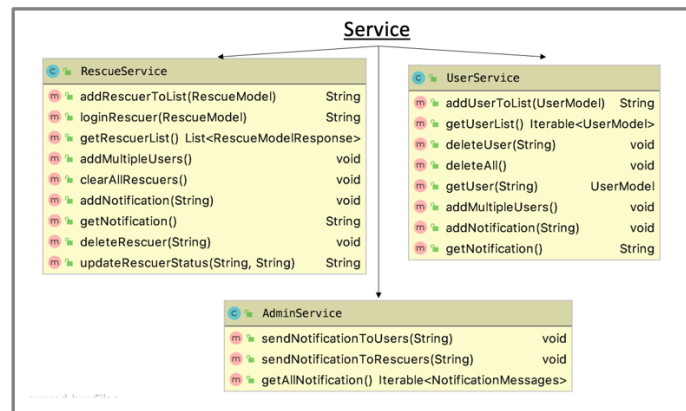 Service
RescueService
addRescuerToList(RescueModel) String
loginRescuer(RescueModel) String
getRescuerList() List<RescueModelResponse>
addMultipleUsers() void
clearAllRescuers() void
addNotification(String) void
getNotification() String
deleteRescuer(String) void
updateRescuerStatus(String, String) String
UserService
addUserToList(UserModel) String
getUserList() Iterable<UserModel>
deleteUser(String) void
deleteAll() void
getUser(String) UserModel
addMultipleUsers() void
addNotification(String) void
getNotification() String
AdminService
sendNotificationToUsers(String) void
sendNotificationToRescuers(String) void
getAllNotification() Iterable<NotificationMessages>